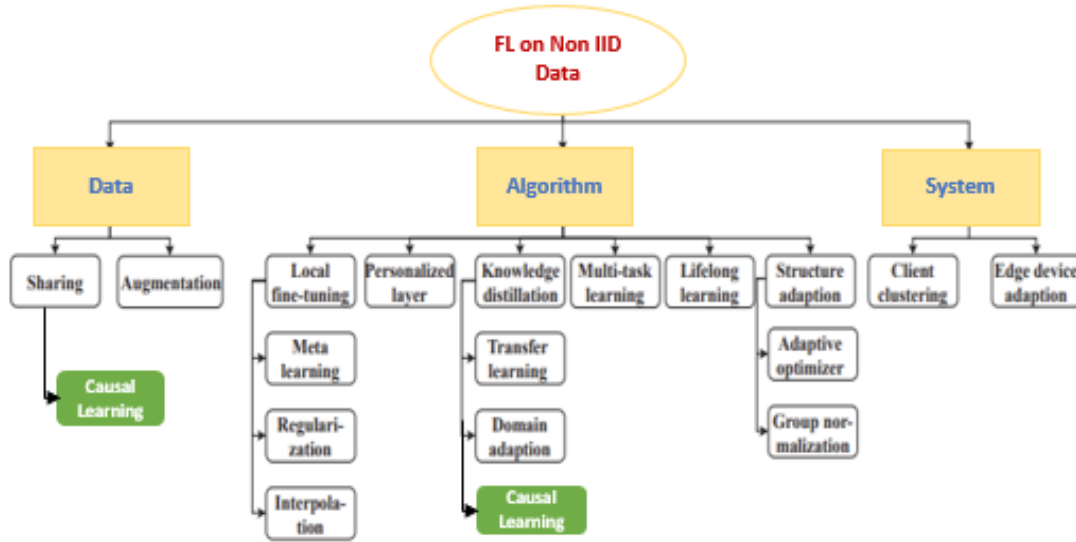 FL on Non IID
Data
Data
Algorithm
System
Sharing
Augmentation
Local
fine-tuning
Personalized
layer
Knowledge
distillation
Multi-task
learning
Lifelong
learning
Structure
adaption
Client
clustering
Edge device
adaption
Causal
Learning
Meta
learning
Transfer
learning
Adaptive
optimizer
Regulari-
zation
Domain
adaption
Group nor-
malization
Interpola-
tion
Causal
Learning